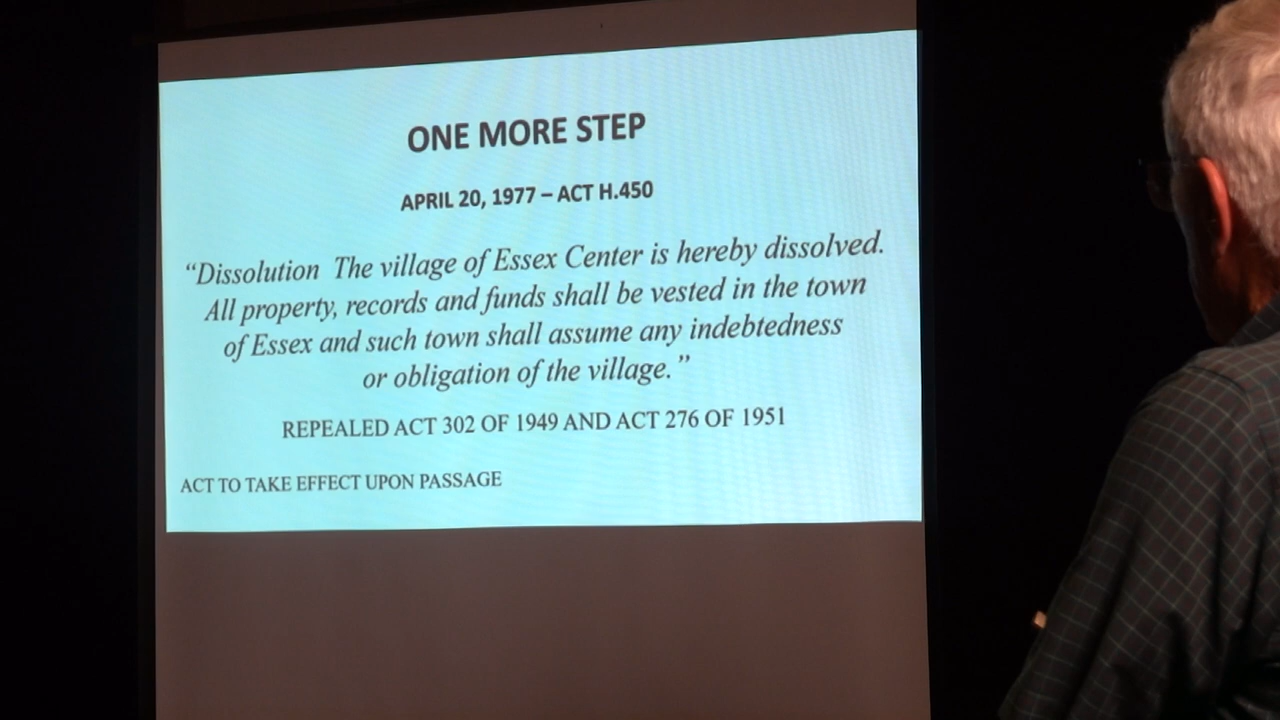 ONE MORE STEP
APRIL 20, 1977 – ACT H.450
“Dissolution The village of Essex Center is hereby dissolved.
All property, records and funds shall be vested in the town
of Essex and such town shall assume any indebtedness
or obligation of the village.”
REPEALED ACT 302 OF 1949 AND ACT 276 OF 1951
ACT TO TAKE EFFECT UPON PASSAGE